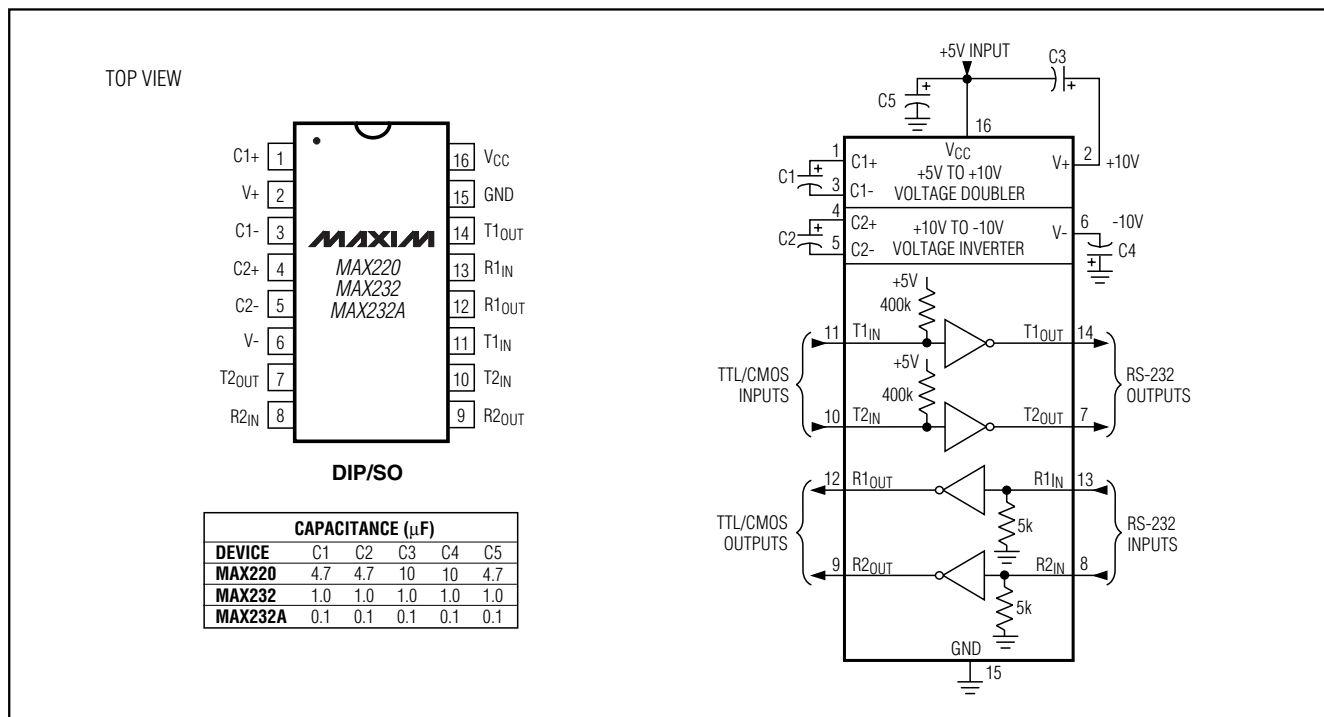 TOP VIEW
C1+ 1
V+ 2
C1- 3
C2+ 4
C2- 5
V- 6
T2OUT 7
R2IN 8
16 VCC
15 GND
14 T1OUT
13 R1IN
12 R1OUT
11 T1IN
10 T2IN
9 R2OUT
MAXIM
MAX220
MAX232
MAX232A
DIP/SO
CAPACITANCE (μF)
DEVICE C1 C2 C3 C4 C5
MAX220 4.7 4.7 10 10 4.7
MAX232 1.0 1.0 1.0 1.0 1.0
MAX232A 0.1 0.1 0.1 0.1 0.1
+5V INPUT
C3
+
C5 +
+
16
VCC
1 C1+
C1 +
3 C1-
+5V TO +10V
VOLTAGE DOUBLER
V+ 2 +10V
4 C2+
C2 +
5 C2-
+10V TO -10V
VOLTAGE INVERTER
V- 6 -10V
C4
+
+5V
400k
11 T1IN
T1OUT 14
+5V
400k
TTL/CMOS
INPUTS
RS-232
OUTPUTS
10 T2IN
T2OUT 7
12 R1OUT
R1IN 13
5k
TTL/CMOS
OUTPUTS
RS-232
INPUTS
9 R2OUT
R2IN 8
5k
GND
15